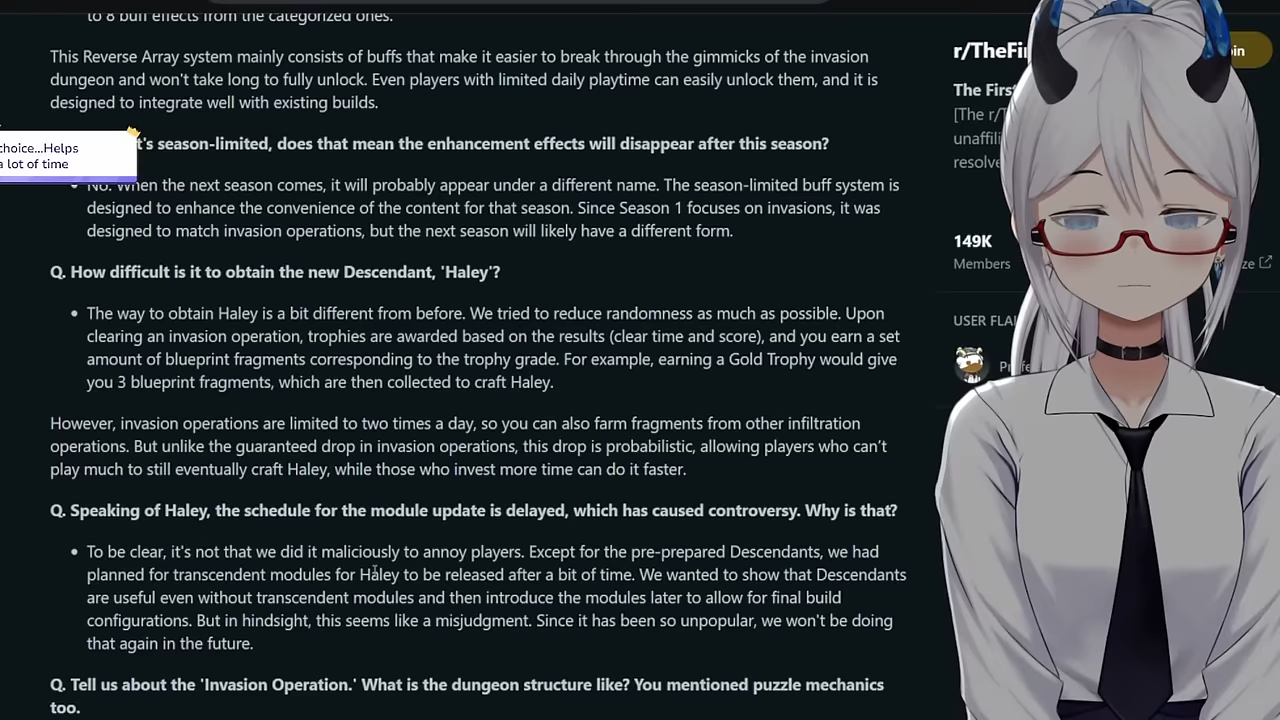 to 8 buff effects from the categorized ones.
This Reverse Array system mainly consists of buffs that make it easier to break through the gimmicks of the invasion
dungeon and won't take long to fully unlock. Even players with limited daily playtime can easily unlock them, and it is
designed to integrate well with existing builds.
choice...Helps
a lot of time
t's season-limited, does that mean the enhancement effects will disappear after this season?
• No. When the next season comes, it will probably appear under a different name. The season-limited buff system is
designed to enhance the convenience of the content for that season. Since Season 1 focuses on invasions, it was
designed to match invasion operations, but the next season will likely have a different form.
Q. How difficult is it to obtain the new Descendant, 'Haley'?
• The way to obtain Haley is a bit different from before. We tried to reduce randomness as much as possible. Upon
clearing an invasion operation, trophies are awarded based on the results (clear time and score), and you earn a set
amount of blueprint fragments corresponding to the trophy grade. For example, earning a Gold Trophy would give
you 3 blueprint fragments, which are then collected to craft Haley.
However, invasion operations are limited to two times a day, so you can also farm fragments from other infiltration
operations. But unlike the guaranteed drop in invasion operations, this drop is probabilistic, allowing players who can't
play much to still eventually craft Haley, while those who invest more time can do it faster.
Q. Speaking of Haley, the schedule for the module update is delayed, which has caused controversy. Why is that?
• To be clear, it's not that we did it maliciously to annoy players. Except for the pre-prepared Descendants, we had
planned for transcendent modules for Haley to be released after a bit of time. We wanted to show that Descendants
are useful even without transcendent modules and then introduce the modules later to allow for final build
configurations. But in hindsight, this seems like a misjudgment. Since it has been so unpopular, we won't be doing
that again in the future.
Q. Tell us about the 'Invasion Operation.' What is the dungeon structure like? You mentioned puzzle mechanics
too.
r/TheFir
oin
The First
[The r/T
unaffili
resolve
149K
Members
ze
USER FLAI
Prefe